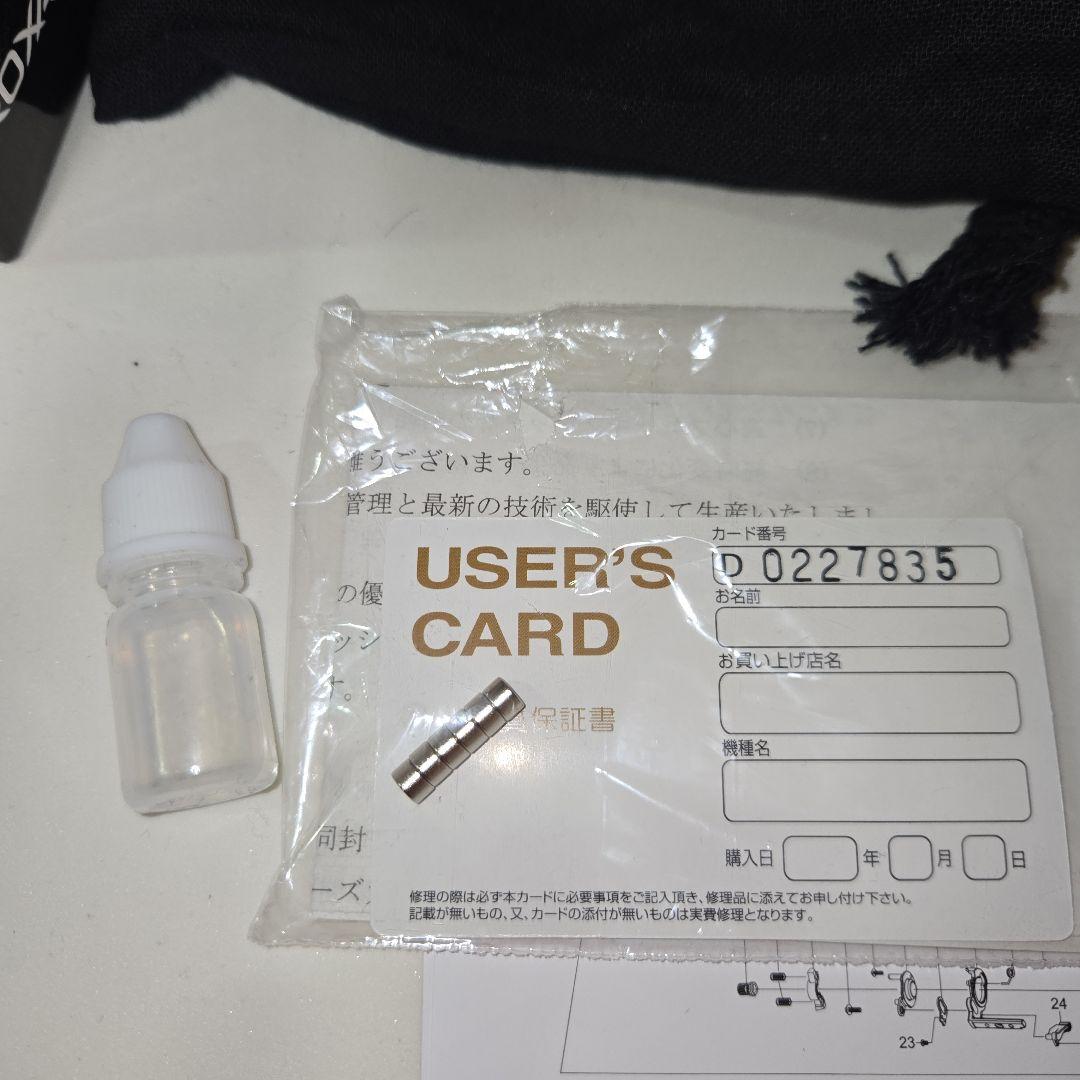 うございます。
管理と最新の技術を駆使して生産いたしまし
の優
ッシ
す。
同封
ーズ
USER'S
CARD
保証書
カード番号
D 0227835
お名前
お買い上げ店名
機種名
購入日 年 月 日
修理の際は必ず本カードに必要事項をご記入頂き、修理品に添えてお申し付け下さい。
記載が無いもの、又、カードの添付が無いものは実費修理となります。
24
23